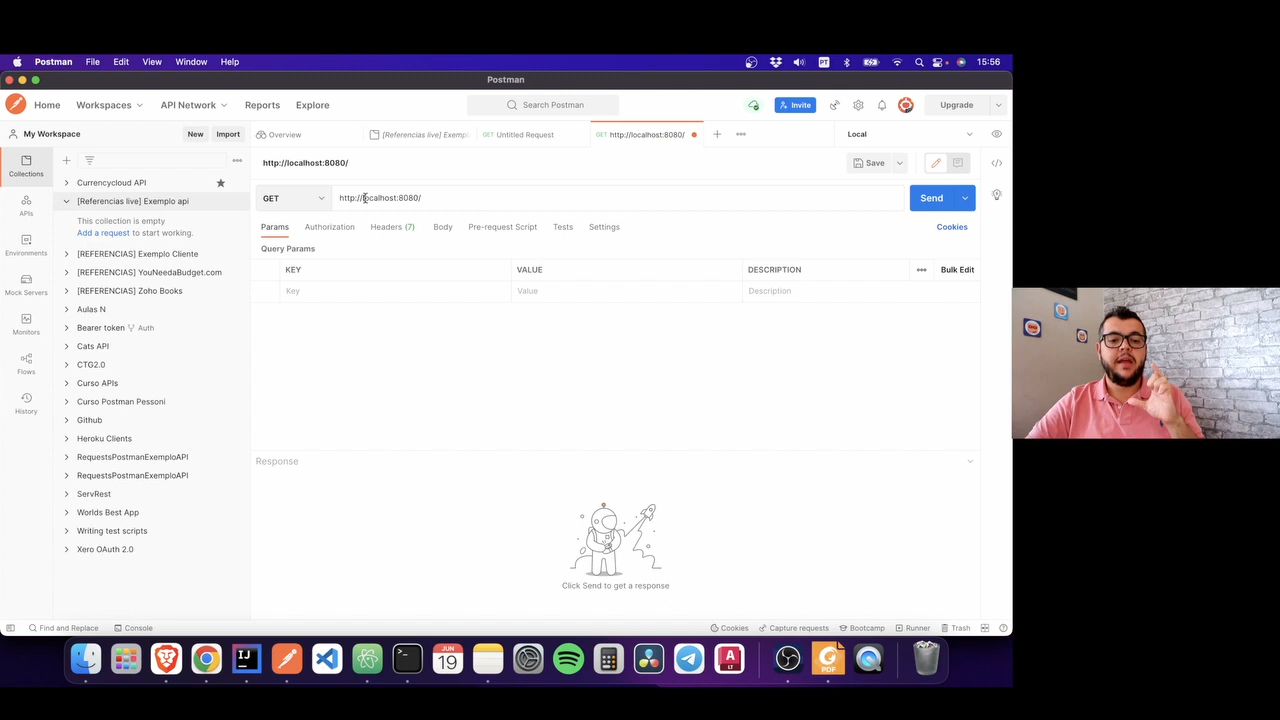 Postman File Edit View Window Help PT 15:56
Postman
Home Workspaces API Network Reports Explore Search Postman Invite Upgrade
My Workspace New Import Overview [Referencias live] Exempl GET Untitled Request GET http://localhost:8080/ Local
Collections
APIs
Environments
Mock Servers
Monitors
Flows
History
Currencycloud API
[Referencias live] Exemplo api
This collection is empty
Add a request to start working.
[REFERENCIAS] Exemplo Cliente
[REFERENCIAS] YouNeedaBudget.com
[REFERENCIAS] Zoho Books
Aulas N
Bearer token Auth
Cats API
CTG2.0
Curso APIs
Curso Postman Pessoni
Github
Heroku Clients
RequestsPostmanExemploAPI
RequestsPostmanExemploAPI
ServRest
Worlds Best App
Writing test scripts
Xero OAuth 2.0
http://localhost:8080/ Save
GET http://localhost:8080/ Send
Params Authorization Headers (7) Body Pre-request Script Tests Settings Cookies
Query Params
KEY VALUE DESCRIPTION Bulk Edit
Key Value Description
Response
Click Send to get a response
Find and Replace Console Cookies Capture requests Bootcamp Runner Trash
JUN
19
IJ
A
LT
PDF